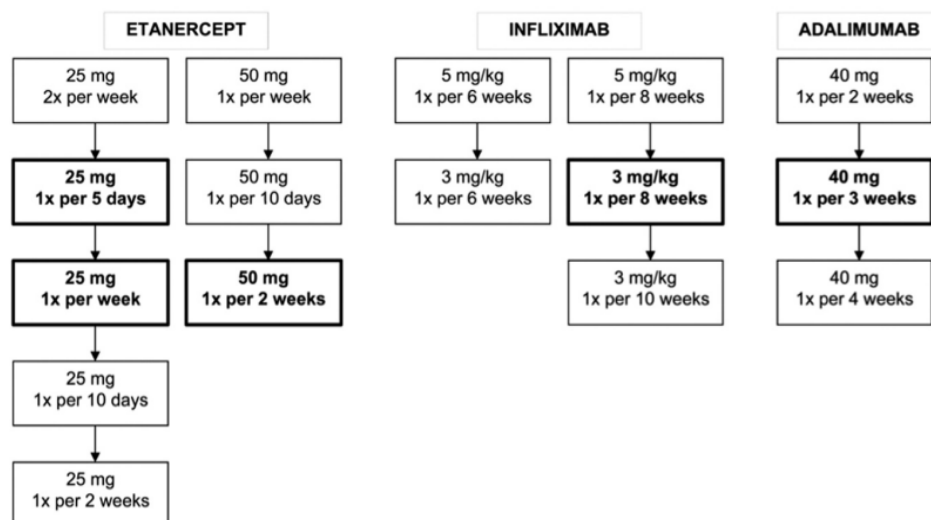 ETANERCEPT
25 mg
2x per week
25 mg
1x per 5 days
25 mg
1x per week
25 mg
1x per 10 days
25 mg
1x per 2 weeks
50 mg
1x per week
50 mg
1x per 10 days
50 mg
1x per 2 weeks
INFLIXIMAB
5 mg/kg
1x per 6 weeks
3 mg/kg
1x per 6 weeks
5 mg/kg
1x per 8 weeks
3 mg/kg
1x per 8 weeks
3 mg/kg
1x per 10 weeks
ADALIMUMAB
40 mg
1x per 2 weeks
40 mg
1x per 3 weeks
40 mg
1x per 4 weeks